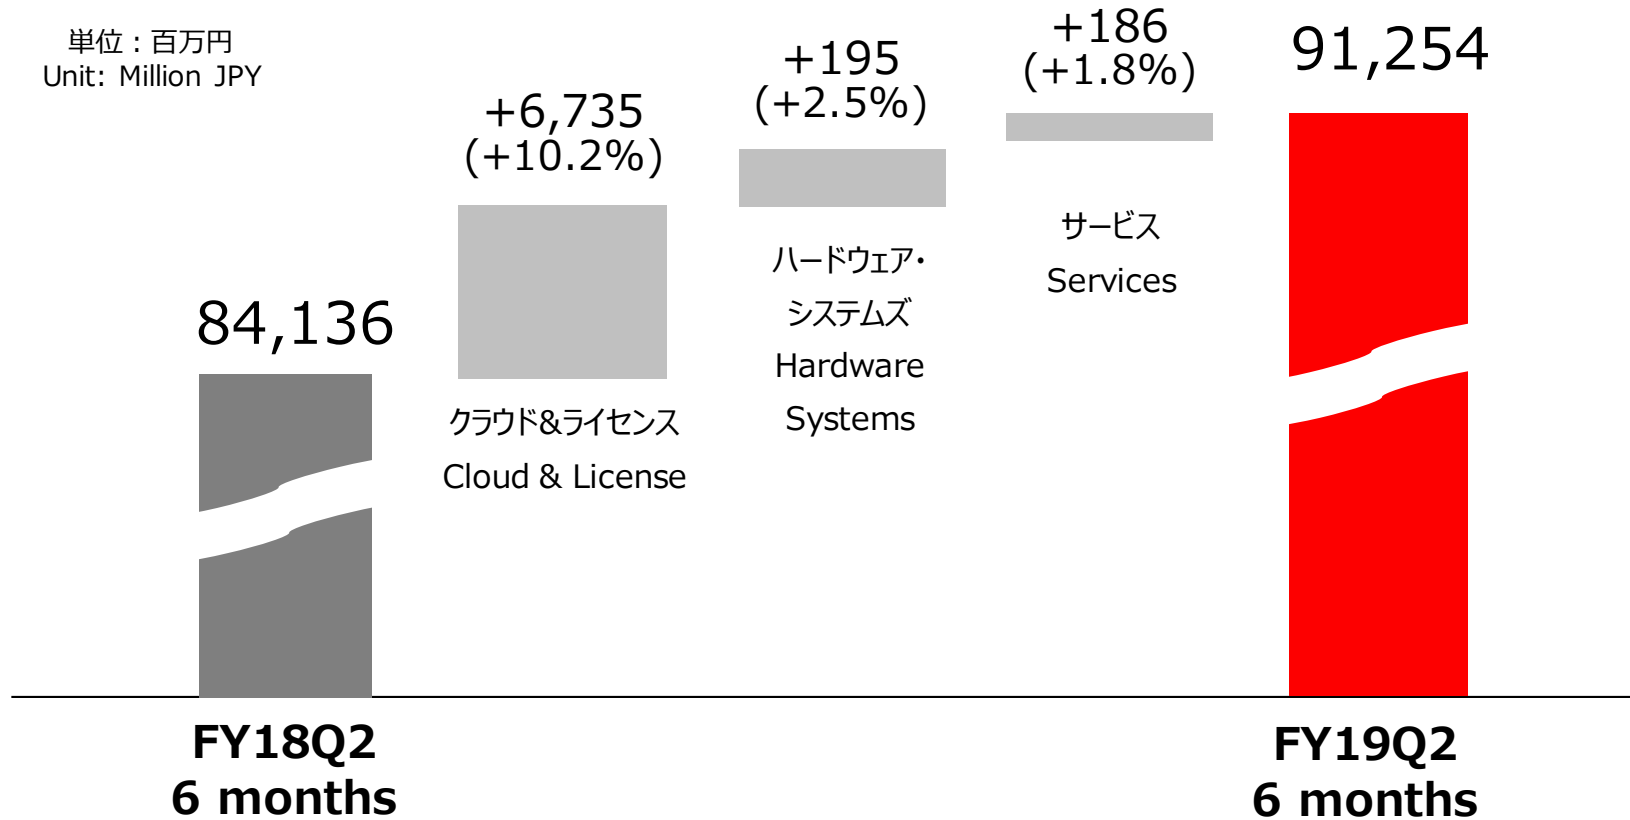 単位：百万円
Unit: Million JPY
84,136
+6,735
(+10.2%)
クラウド&ライセンス
Cloud & License
+195
(+2.5%)
ハードウェア・
システムズ
Hardware
Systems
+186
(+1.8%)
サービス
Services
91,254
FY18Q2
6 months
FY19Q2
6 months